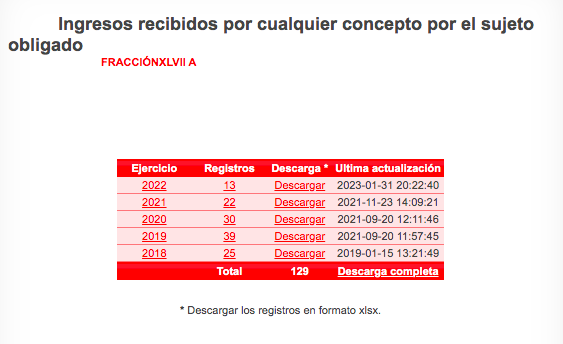 Ingresos recibidos por cualquier concepto por el sujeto
obligado
FRACCIÓNXLVII A
Ejercicio Registros Descarga * Ultima actualización
2022 13 Descargar 2023-01-31 20:22:40
2021 22 Descargar 2021-11-23 14:09:21
2020 30 Descargar 2021-09-20 12:11:46
2019 39 Descargar 2021-09-20 11:57:45
2018 25 Descargar 2019-01-15 13:21:49
Total 129 Descarga completa
* Descargar los registros en formato xlsx.